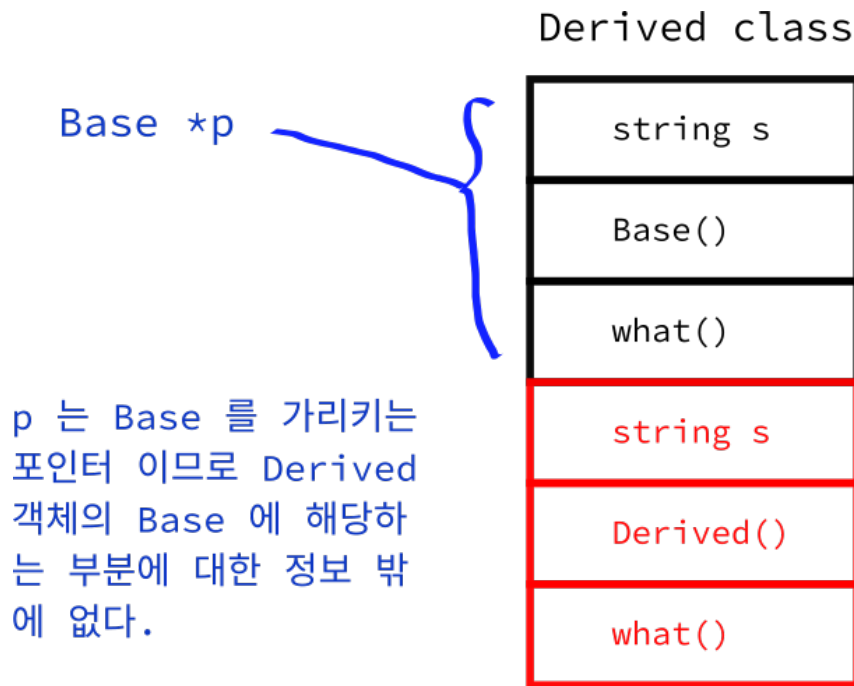 Derived class
Base *p
string s
Base()
what()
string s
Derived()
what()
p 는 Base 를 가리키는
포인터 이므로 Derived
객체의 Base 에 해당하
는 부분에 대한 정보 밖
에 없다.